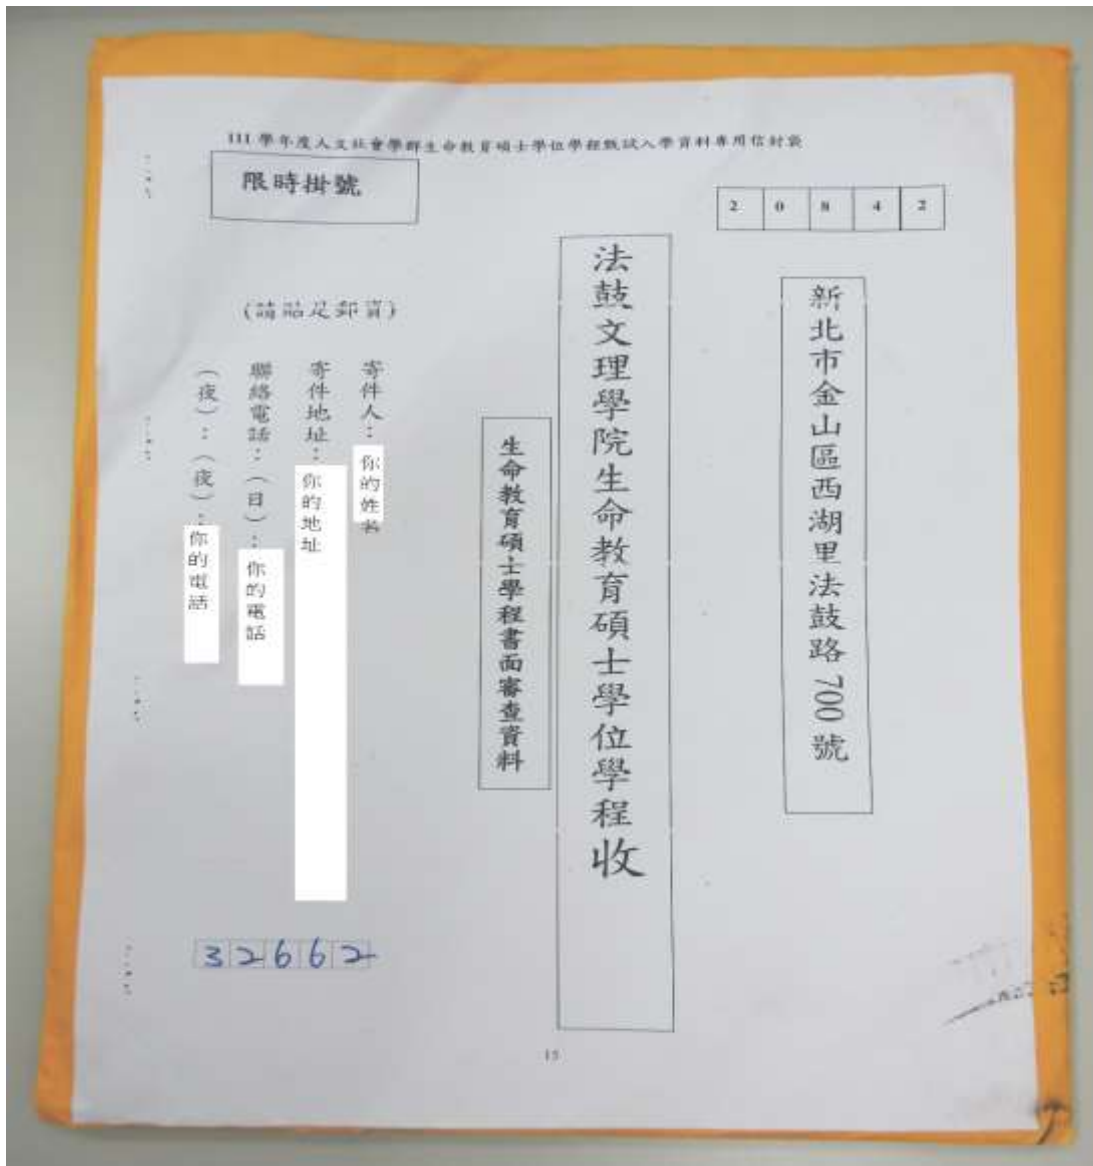 111 學年度人文社會學群生命教育碩士學位學程甄試入學資料專用信封袋
限時掛號
20842
新北市金山區西湖里法鼓路 700 號
法鼓文理學院生命教育碩士學位學程收
生命教育碩士學程書面審查資料
(請貼足郵資)
寄件人：你的姓名
寄件地址：你的地址
聯絡電話：(日)：你的電話
(夜)：(夜)：你的電話
32662
15